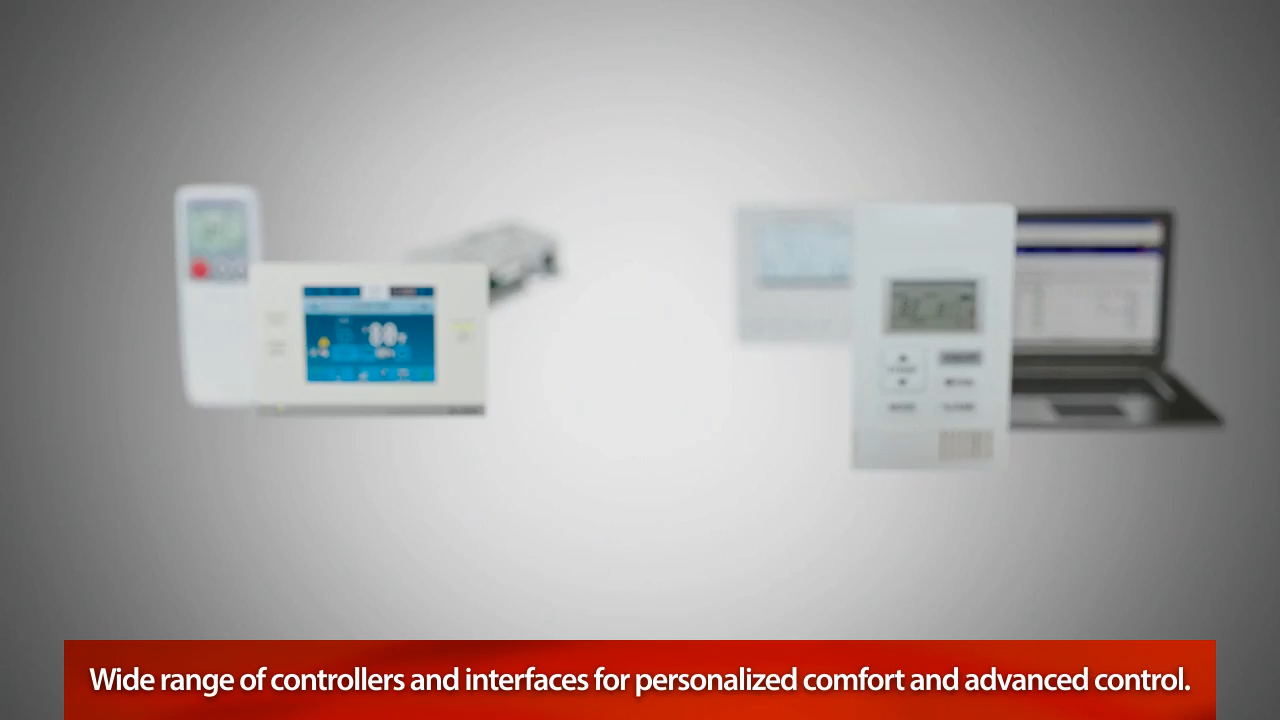 Wide range of controllers and interfaces for personalized comfort and advanced control.